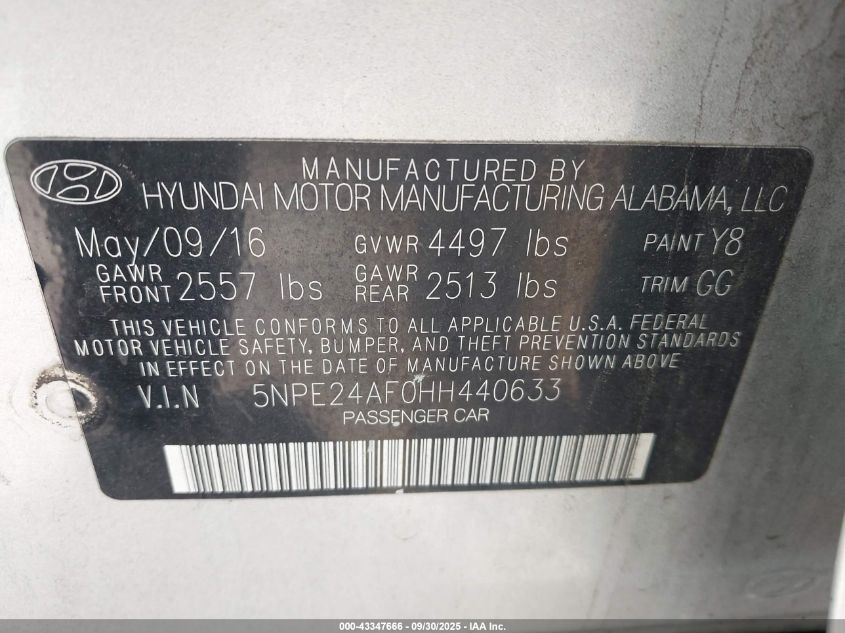 MANUFACTURED BY
HYUNDAI MOTOR MANUFACTURING ALABAMA, LLC
May/09/16 GVWR 4497 lbs PAINT Y8
GAWR FRONT 2557 lbs GAWR REAR 2513 lbs TRIM GG
THIS VEHICLE CONFORMS TO ALL APPLICABLE U.S.A. FEDERAL
MOTOR VEHICLE SAFETY, BUMPER, AND THEFT PREVENTION STANDARDS
IN EFFECT ON THE DATE OF MANUFACTURE SHOWN ABOVE
V.I.N 5NPE24AF0HH440633
PASSENGER CAR
000-43347666 - 09/30/2025 - IAA Inc.